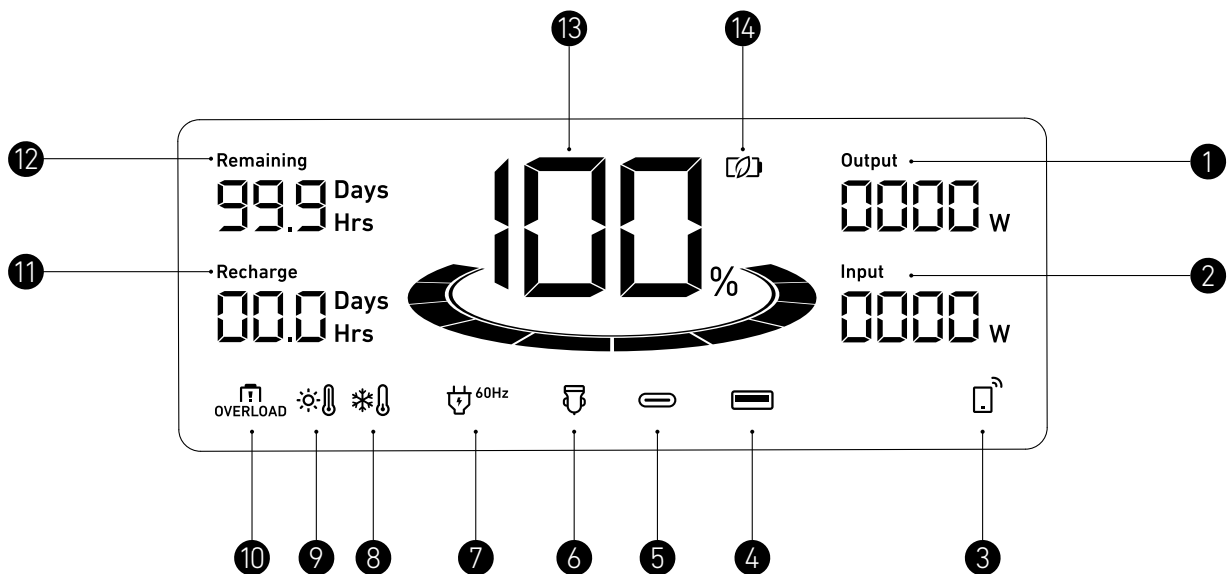 13
14
12
Remaining
99.9 Days
Hrs
100%
Output
0000 W
1
11
Recharge
00.0 Days
Hrs
Input
0000 W
2
OVERLOAD
60Hz
10
9
8
7
6
5
4
3